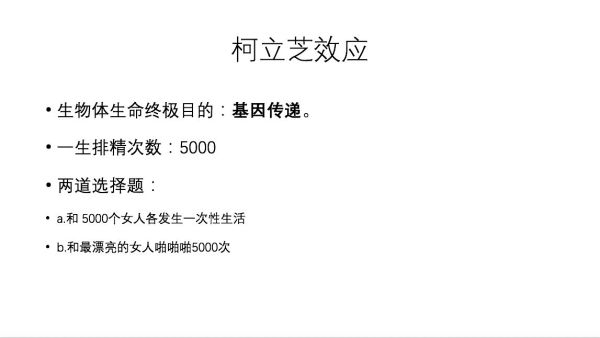 柯立芝效应
• 生物体生命终极目的：基因传递。
• 一生排精次数：5000
• 两道选择题：
• a.和 5000个女人各发生一次性生活
• b.和最漂亮的女人啪啪啪5000次